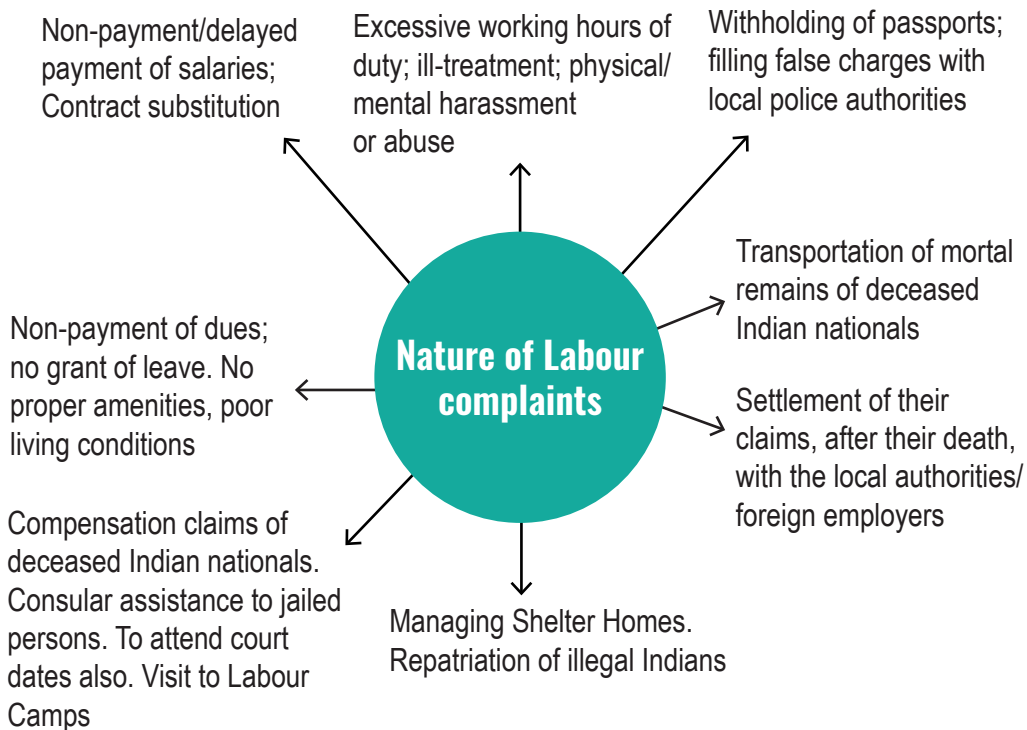 Non-payment/delayed
payment of salaries;
Contract substitution
Excessive working hours of
duty; ill-treatment; physical/
mental harassment
or abuse
Withholding of passports;
filling false charges with
local police authorities
Transportation of mortal
remains of deceased
Indian nationals
Nature of Labour
complaints
Non-payment of dues;
no grant of leave. No
proper amenities, poor
living conditions
Settlement of their
claims, after their death,
with the local authorities/
foreign employers
Compensation claims of
deceased Indian nationals.
Consular assistance to jailed
persons. To attend court
dates also. Visit to Labour
Camps
Managing Shelter Homes.
Repatriation of illegal Indians